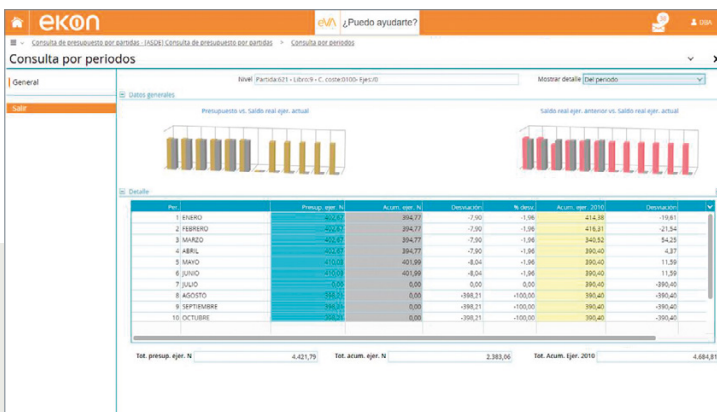 ekon
eVA ¿Puedo ayudarte?
Consulta de presupuesto por partidas - (ASDE) Consulta de presupuesto por partidas > Consulta por periodos
Consulta por periodos
General
Salir
Nivel Partida:621 - Libro:9 - C. coste:0100- Ejes:/0
Mostrar detalle Del periodo
Datos generales
Presupuesto vs. Saldo real ejer. actual
Saldo real ejer. anterior vs. Saldo real ejer. actual
Detalle
Per. Presup. ejer. N Acum. ejer. N Desviación % desv. Acum. ejer. 2010 Desviación
1 ENERO 402,67 394,77 -7,90 -1,96 414,38 -19,61
2 FEBRERO 402,67 394,77 -7,90 -1,96 416,31 -21,54
3 MARZO 402,67 394,77 -7,90 -1,96 340,52 54,25
4 ABRIL 402,67 394,77 -7,90 -1,96 390,40 4,37
5 MAYO 410,03 401,99 -8,04 -1,96 390,40 11,59
6 JUNIO 410,03 401,99 -8,04 -1,96 390,40 11,59
7 JULIO 0,00 0,00 0,00 0,00 390,40 -390,40
8 AGOSTO 398,21 0,00 -398,21 -100,00 390,40 -390,40
9 SEPTIEMBRE 398,21 0,00 -398,21 -100,00 390,40 -390,40
10 OCTUBRE 398,21 0,00 -398,21 -100,00 390,40 -390,40
Tot. presup. ejer. N 4.421,79 Tot. acum. ejer. N 2.383,06 Tot. Acum. Ejer. 2010 4.684,81